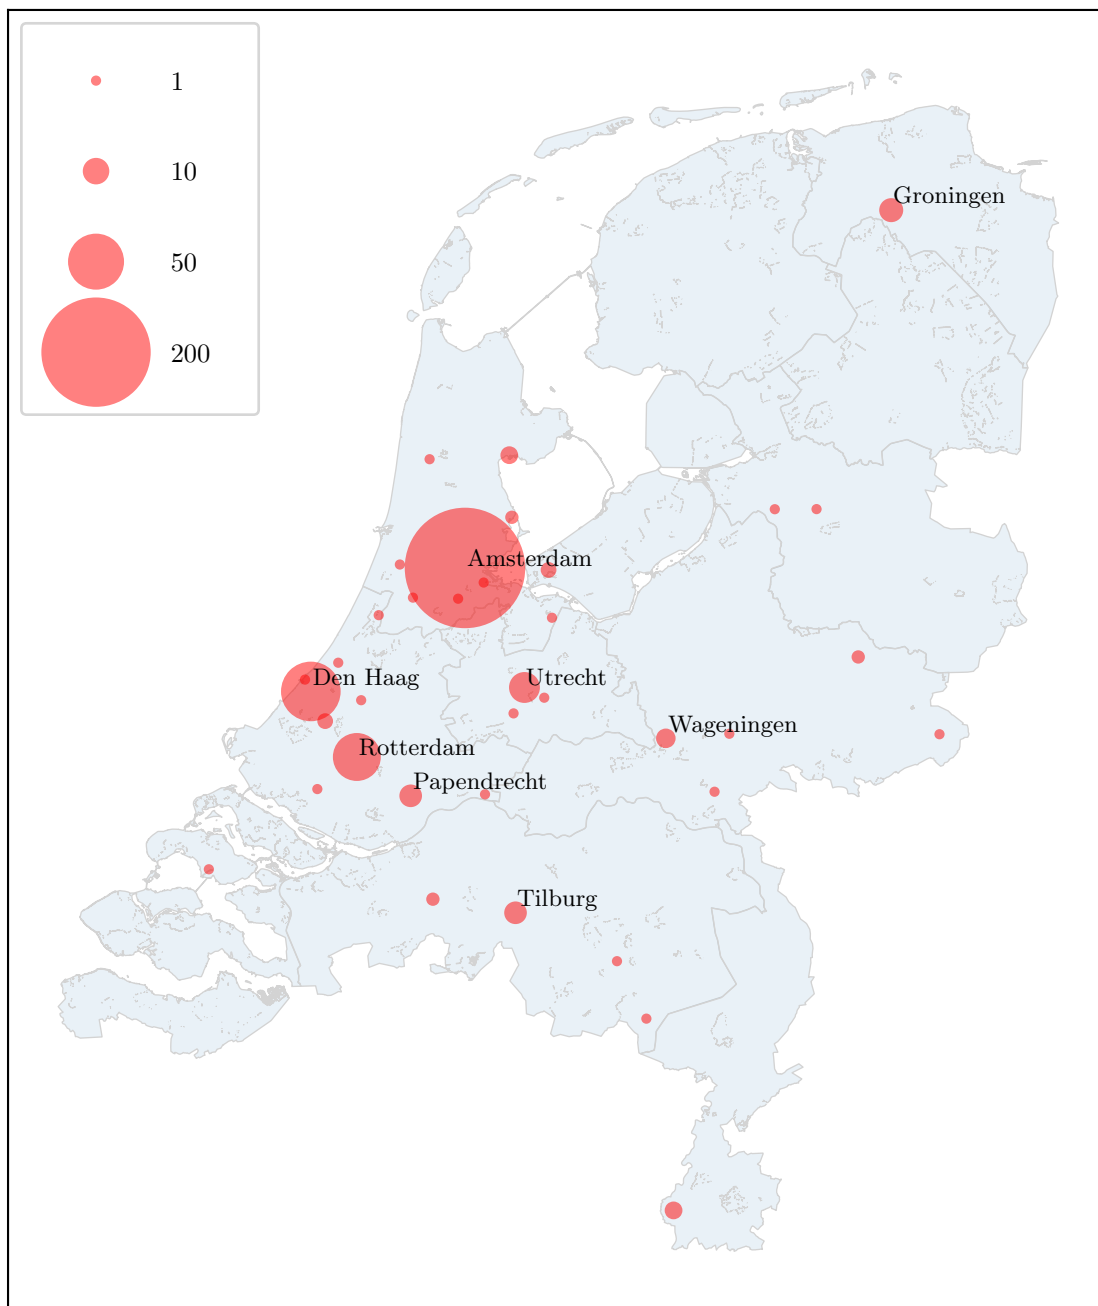 1
10
50
200
Groningen
Amsterdam
Den Haag
Utrecht
Wageningen
Rotterdam
Papendrecht
Tilburg